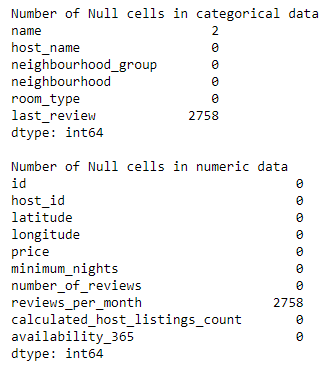 Number of Null cells in categorical data
name 2
host_name 0
neighbourhood_group 0
neighbourhood 0
room_type 0
last_review 2758
dtype: int64
Number of Null cells in numeric data
id 0
host_id 0
latitude 0
longitude 0
price 0
minimum_nights 0
number_of_reviews 0
reviews_per_month 2758
calculated_host_listings_count 0
availability_365 0
dtype: int64